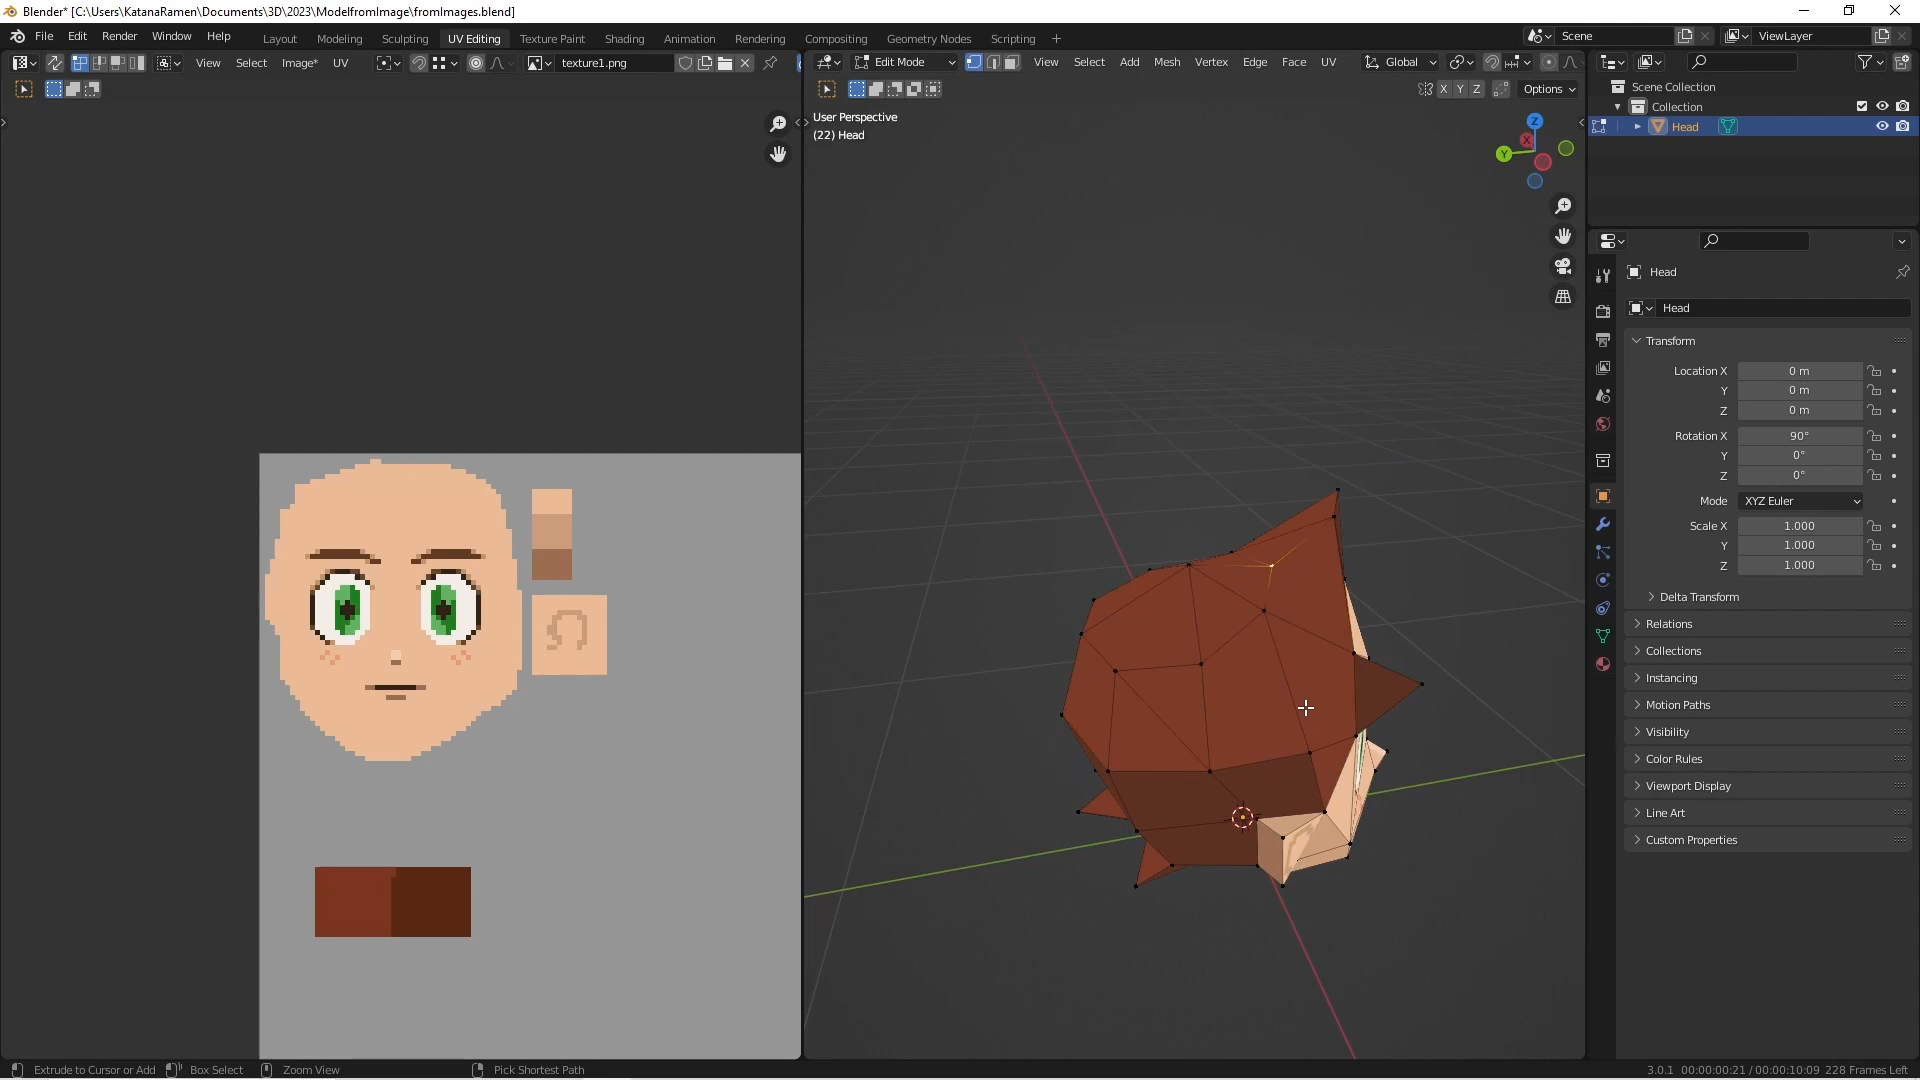 Blender* [C:\Users\KatanaRamen\Documents\3D\2023\ModelfromImage\fromImages.blend]
File Edit Render Window Help Layout Modeling Sculpting UV Editing Texture Paint Shading Animation Rendering Compositing Geometry Nodes Scripting + Scene ViewLayer
View Select Image* UV texture1.png Edit Mode View Select Add Mesh Vertex Edge Face UV Global
X Y Z Options
Scene Collection
Collection
Head
User Perspective
(22) Head
Z
X
Y
Head
Head
Transform
Location X 0 m
Y 0 m
Z 0 m
Rotation X 90°
Y 0°
Z 0°
Mode XYZ Euler
Scale X 1.000
Y 1.000
Z 1.000
Delta Transform
Relations
Collections
Instancing
Motion Paths
Visibility
Color Rules
Viewport Display
Line Art
Custom Properties
Extrude to Cursor or Add Box Select Zoom View Pick Shortest Path 3.0.1 00:00:00:21 / 00:00:10:09 228 Frames Left